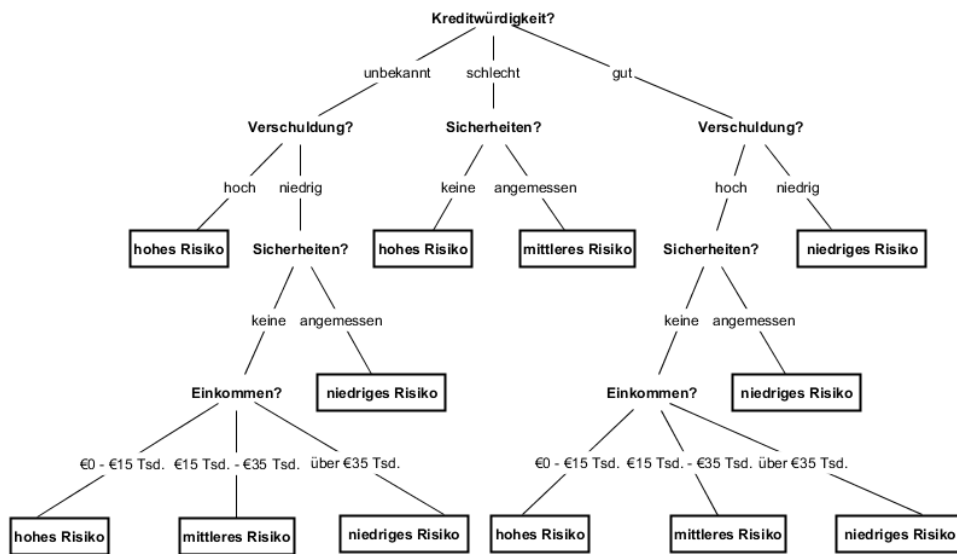 Kreditwürdigkeit?
unbekannt schlecht gut
Verschuldung? Sicherheiten? Verschuldung?
hoch niedrig keine angemessen hoch niedrig
hohes Risiko Sicherheiten? hohes Risiko mittleres Risiko Sicherheiten? niedriges Risiko
keine angemessen keine angemessen
Einkommen? niedriges Risiko Einkommen? niedriges Risiko
€0 - €15 Tsd. €15 Tsd. - €35 Tsd. über €35 Tsd. €0 - €15 Tsd. €15 Tsd. - €35 Tsd. über €35 Tsd.
hohes Risiko mittleres Risiko niedriges Risiko hohes Risiko mittleres Risiko niedriges Risiko